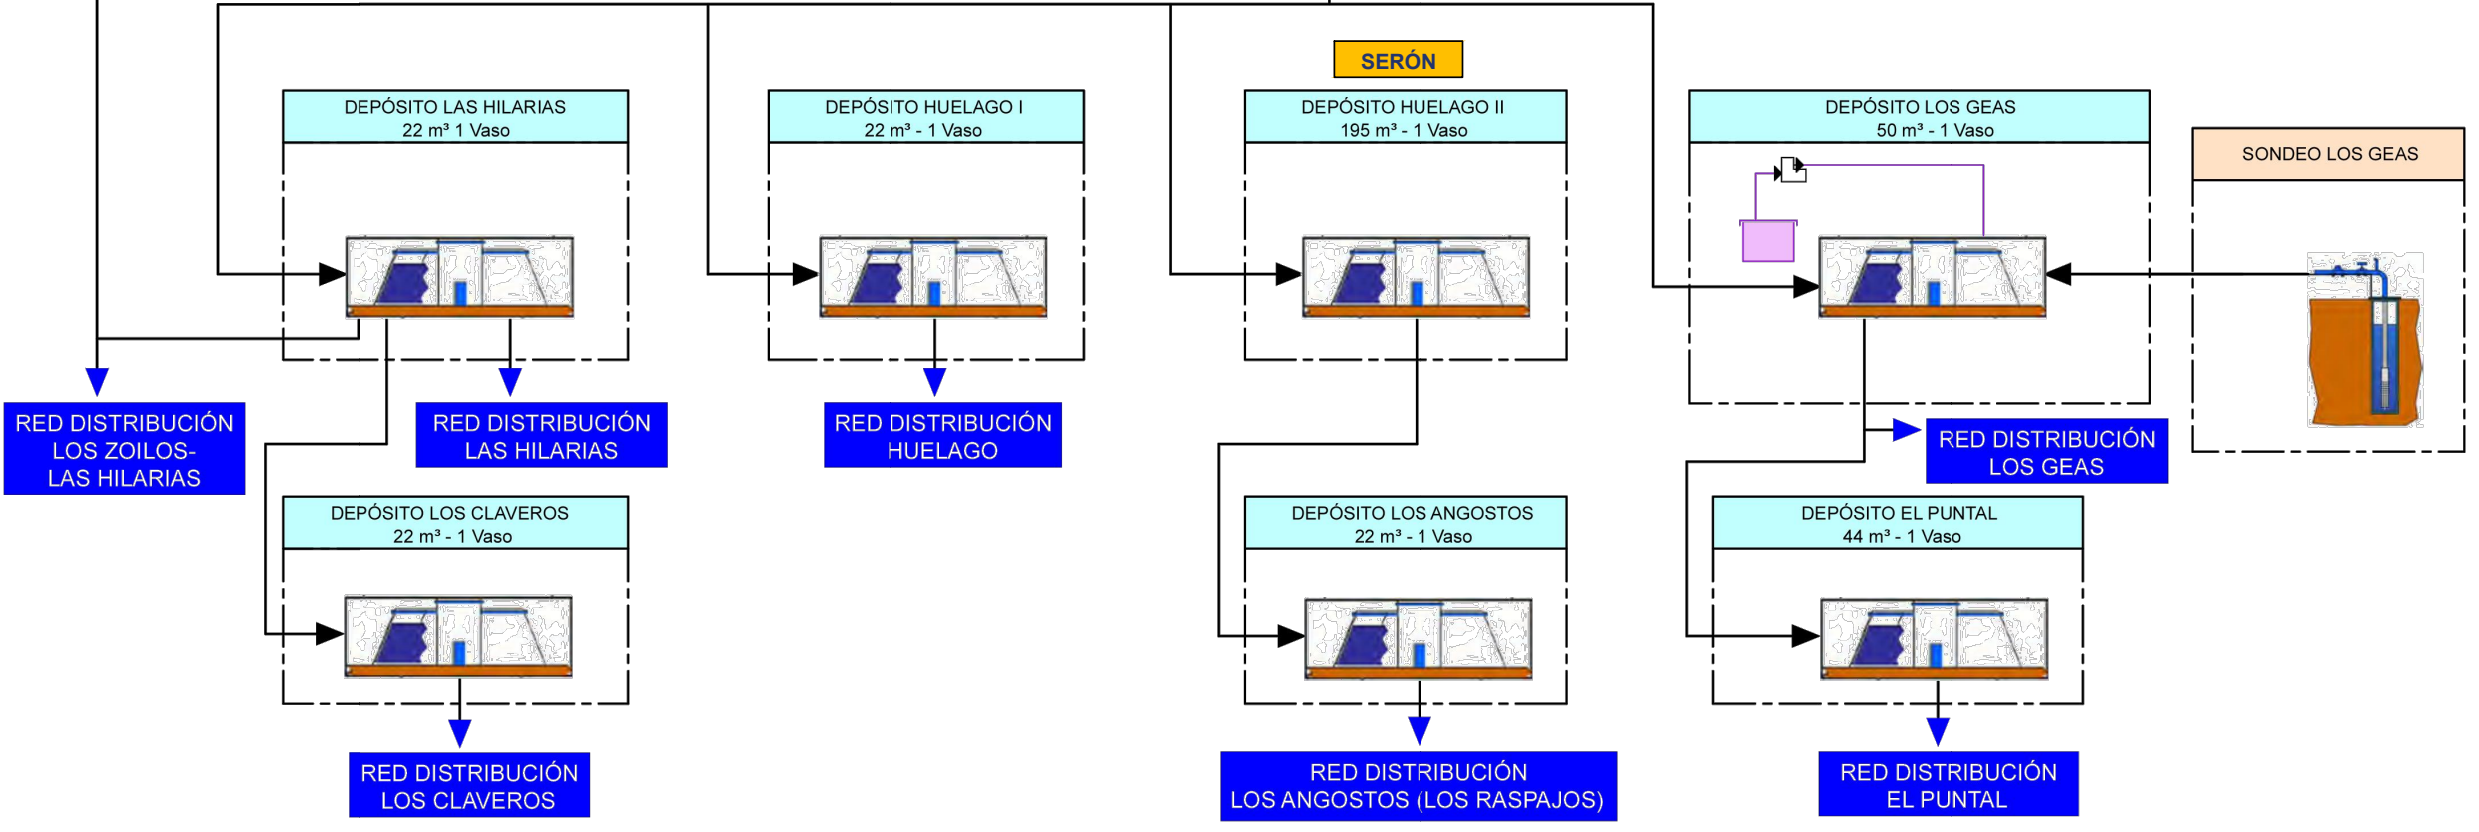 SERÓN
DEPÓSITO LAS HILARIAS
22 m³ 1 Vaso
DEPÓSITO HUELAGO I
22 m³ - 1 Vaso
DEPÓSITO HUELAGO II
195 m³ - 1 Vaso
DEPÓSITO LOS GEAS
50 m³ - 1 Vaso
SONDEO LOS GEAS
RED DISTRIBUCIÓN
LOS ZOILOS-
LAS HILARIAS
RED DISTRIBUCIÓN
LAS HILARIAS
RED DISTRIBUCIÓN
HUELAGO
RED DISTRIBUCIÓN
LOS GEAS
DEPÓSITO LOS CLAVEROS
22 m³ - 1 Vaso
DEPÓSITO LOS ANGOSTOS
22 m³ - 1 Vaso
DEPÓSITO EL PUNTAL
44 m³ - 1 Vaso
RED DISTRIBUCIÓN
LOS CLAVEROS
RED DISTRIBUCIÓN
LOS ANGOSTOS (LOS RASPAJOS)
RED DISTRIBUCIÓN
EL PUNTAL